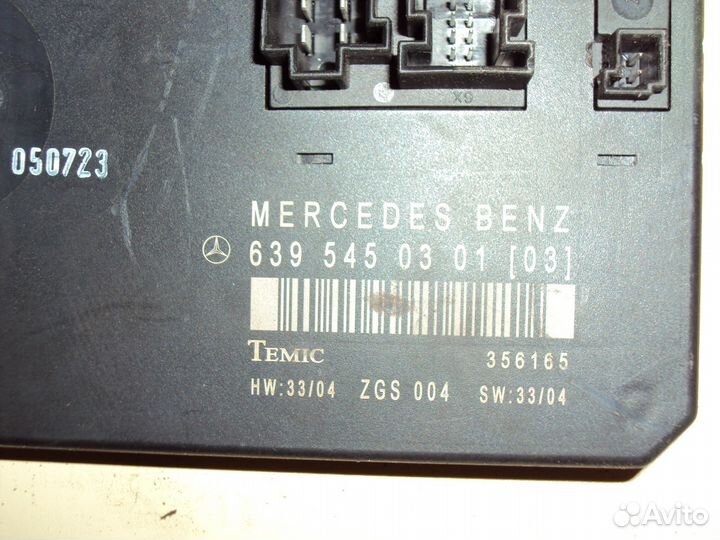 X9
050723
MERCEDES BENZ
639 545 03 01 [03]
TEMIC 356165
HW:33/04 ZGS 004 SW:33/04
Avito